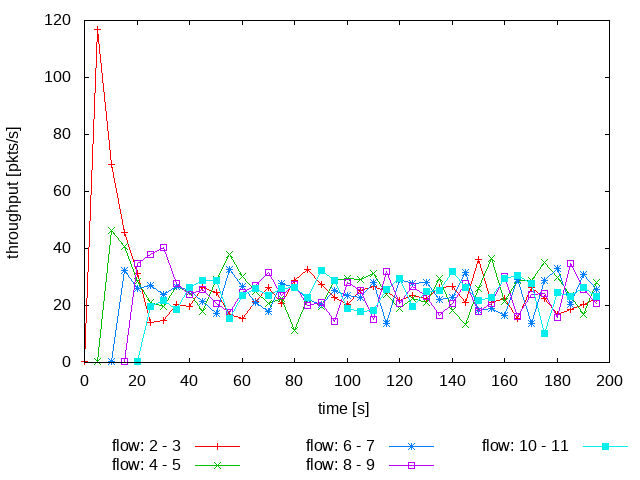 120
100
80
60
40
20
0
throughput [pkts/s]
0 20 40 60 80 100 120 140 160 180 200
time [s]
flow: 2 - 3 flow: 6 - 7 flow: 10 - 11
flow: 4 - 5 flow: 8 - 9